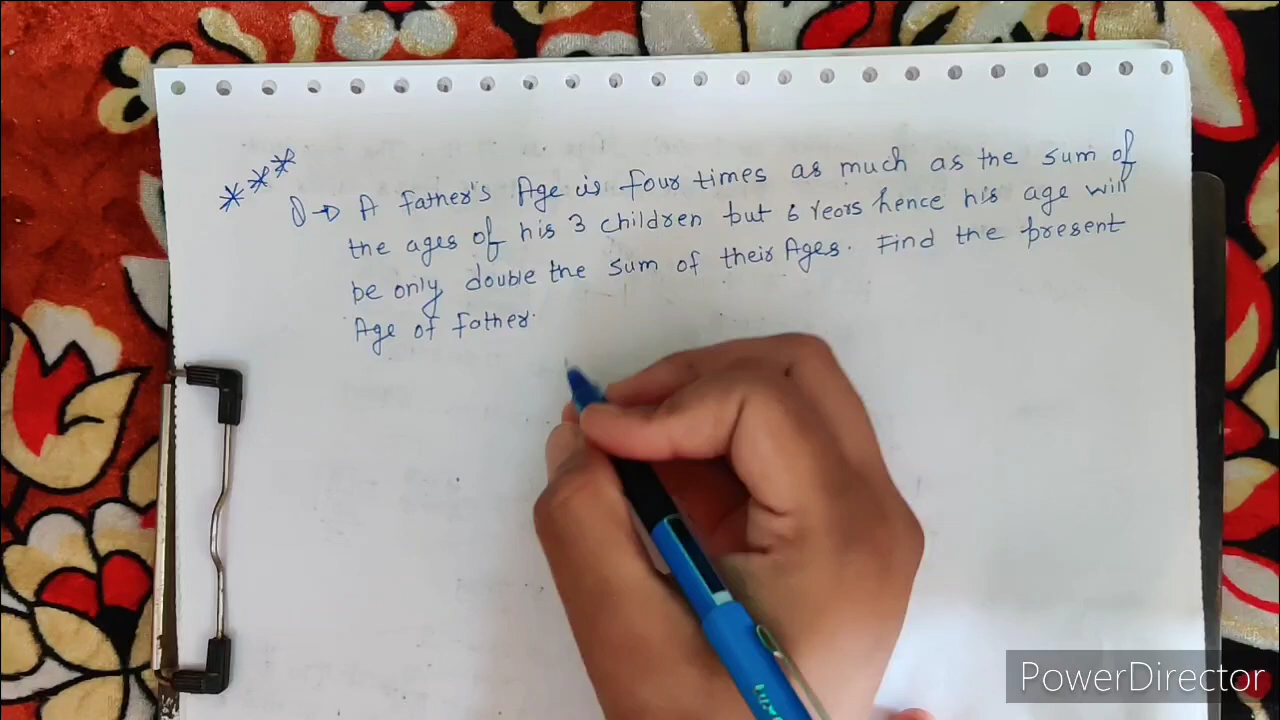 ***
Q→ A father's Age is four times as much as the sum of
the ages of his 3 children but 6 Years hence his age will
be only double the sum of their Ages. Find the present
Age of father.
PowerDirector